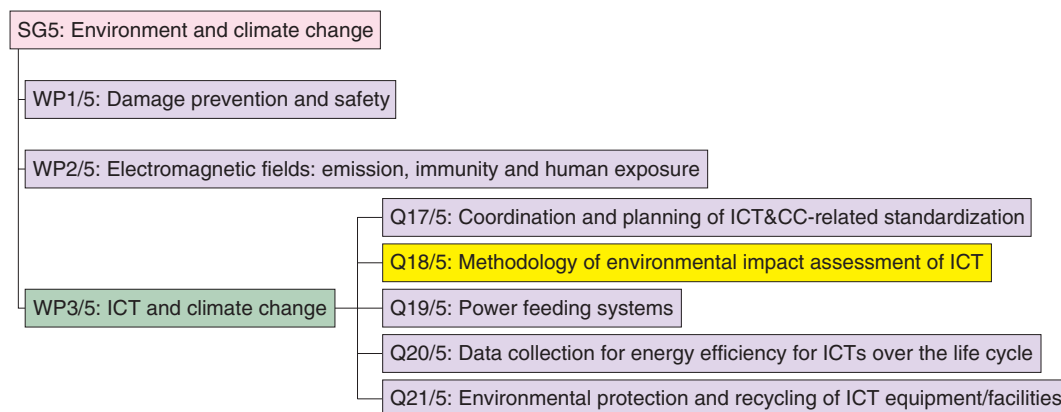 SG5: Environment and climate change
WP1/5: Damage prevention and safety
WP2/5: Electromagnetic fields: emission, immunity and human exposure
WP3/5: ICT and climate change
Q17/5: Coordination and planning of ICT&CC-related standardization
Q18/5: Methodology of environmental impact assessment of ICT
Q19/5: Power feeding systems
Q20/5: Data collection for energy efficiency for ICTs over the life cycle
Q21/5: Environmental protection and recycling of ICT equipment/facilities